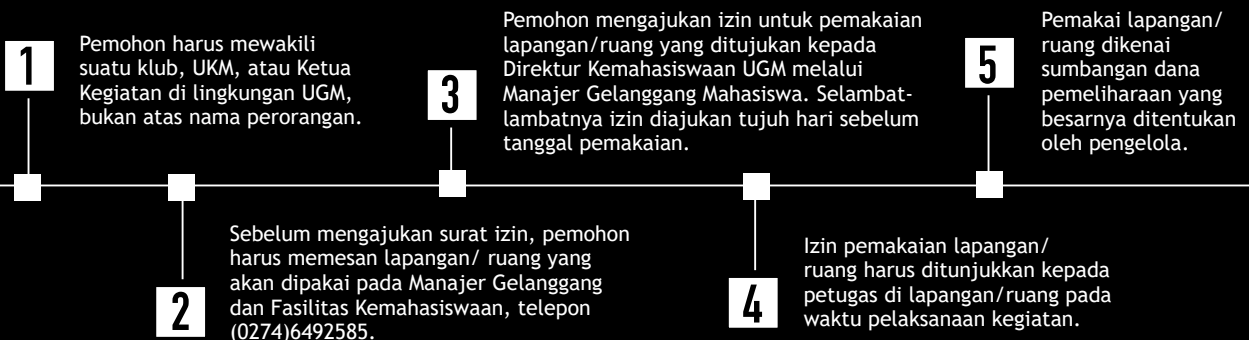 1
Pemohon harus mewakili
suatu klub, UKM, atau Ketua
Kegiatan di lingkungan UGM,
bukan atas nama perorangan.
2
Sebelum mengajukan surat izin, pemohon
harus memesan lapangan/ ruang yang
akan dipakai pada Manajer Gelanggang
dan Fasilitas Kemahasiswaan, telepon
(0274)6492585.
3
Pemohon mengajukan izin untuk pemakaian
lapangan/ruang yang ditujukan kepada
Direktur Kemahasiswaan UGM melalui
Manajer Gelanggang Mahasiswa. Selambat-
lambatnya izin diajukan tujuh hari sebelum
tanggal pemakaian.
4
Izin pemakaian lapangan/
ruang harus ditunjukkan kepada
petugas di lapangan/ruang pada
waktu pelaksanaan kegiatan.
5
Pemakai lapangan/
ruang dikenai
sumbangan dana
pemeliharaan yang
besarnya ditentukan
oleh pengelola.